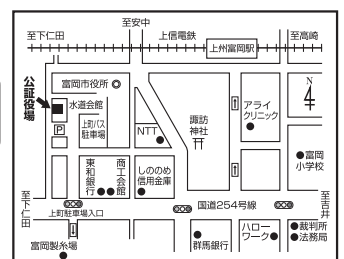 至安中
至下仁田
上信電鉄
至高崎
上州富岡駅
公証役場
富岡市役所
水道会館
上町バス
駐車場
P
NTT
諏訪
神社
アライ
クリニック
N
4
富岡
小学校
東和銀行
商工会館
しののめ
信用金庫
至下仁田
上町駐車場入口
国道254号線
至吉井
富岡製糸場
群馬銀行
ハロー
ワーク
裁判所
法務局